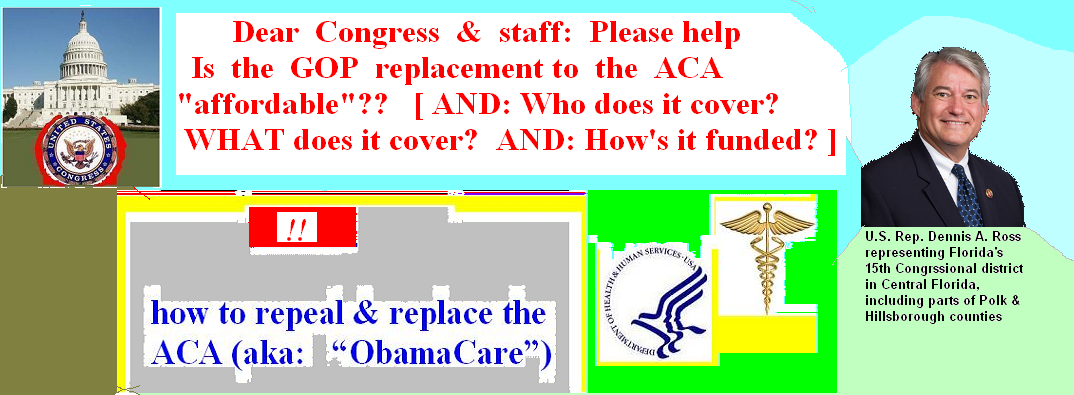 Dear Congress & staff: Please help
Is the GOP replacement to the ACA
"affordable"?? [ AND: Who does it cover?
WHAT does it cover? AND: How's it funded? ]
UNITED STATES
CONGRESS
!!
how to repeal & replace the
ACA (aka: “ObamaCare”)
DEPARTMENT OF HEALTH & HUMAN SERVICES · USA
U.S. Rep. Dennis A. Ross
representing Florida's
15th Congrssional district
in Central Florida,
including parts of Polk &
Hillsborough counties